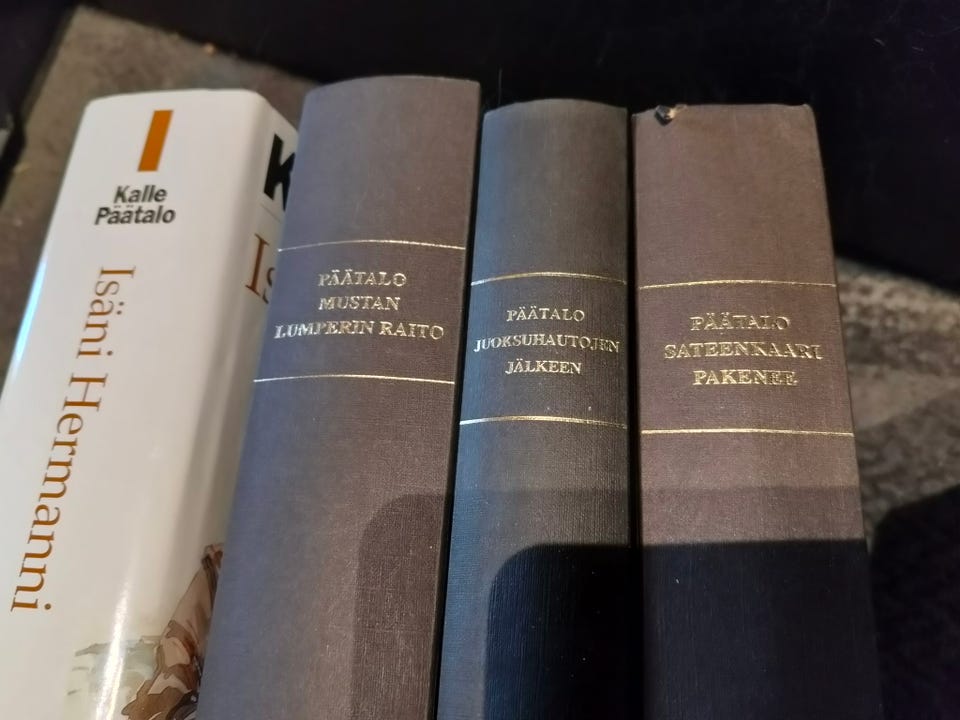 Kalle
Päätalo
Isäni Hermanni
PÄÄTALO
MUSTAN
LUMPERIN RAITO
PÄÄTALO
JUOKSUHAUTOJEN
JÄLKEEN
PÄÄTALO
SATEENKAARI
PAKENEE